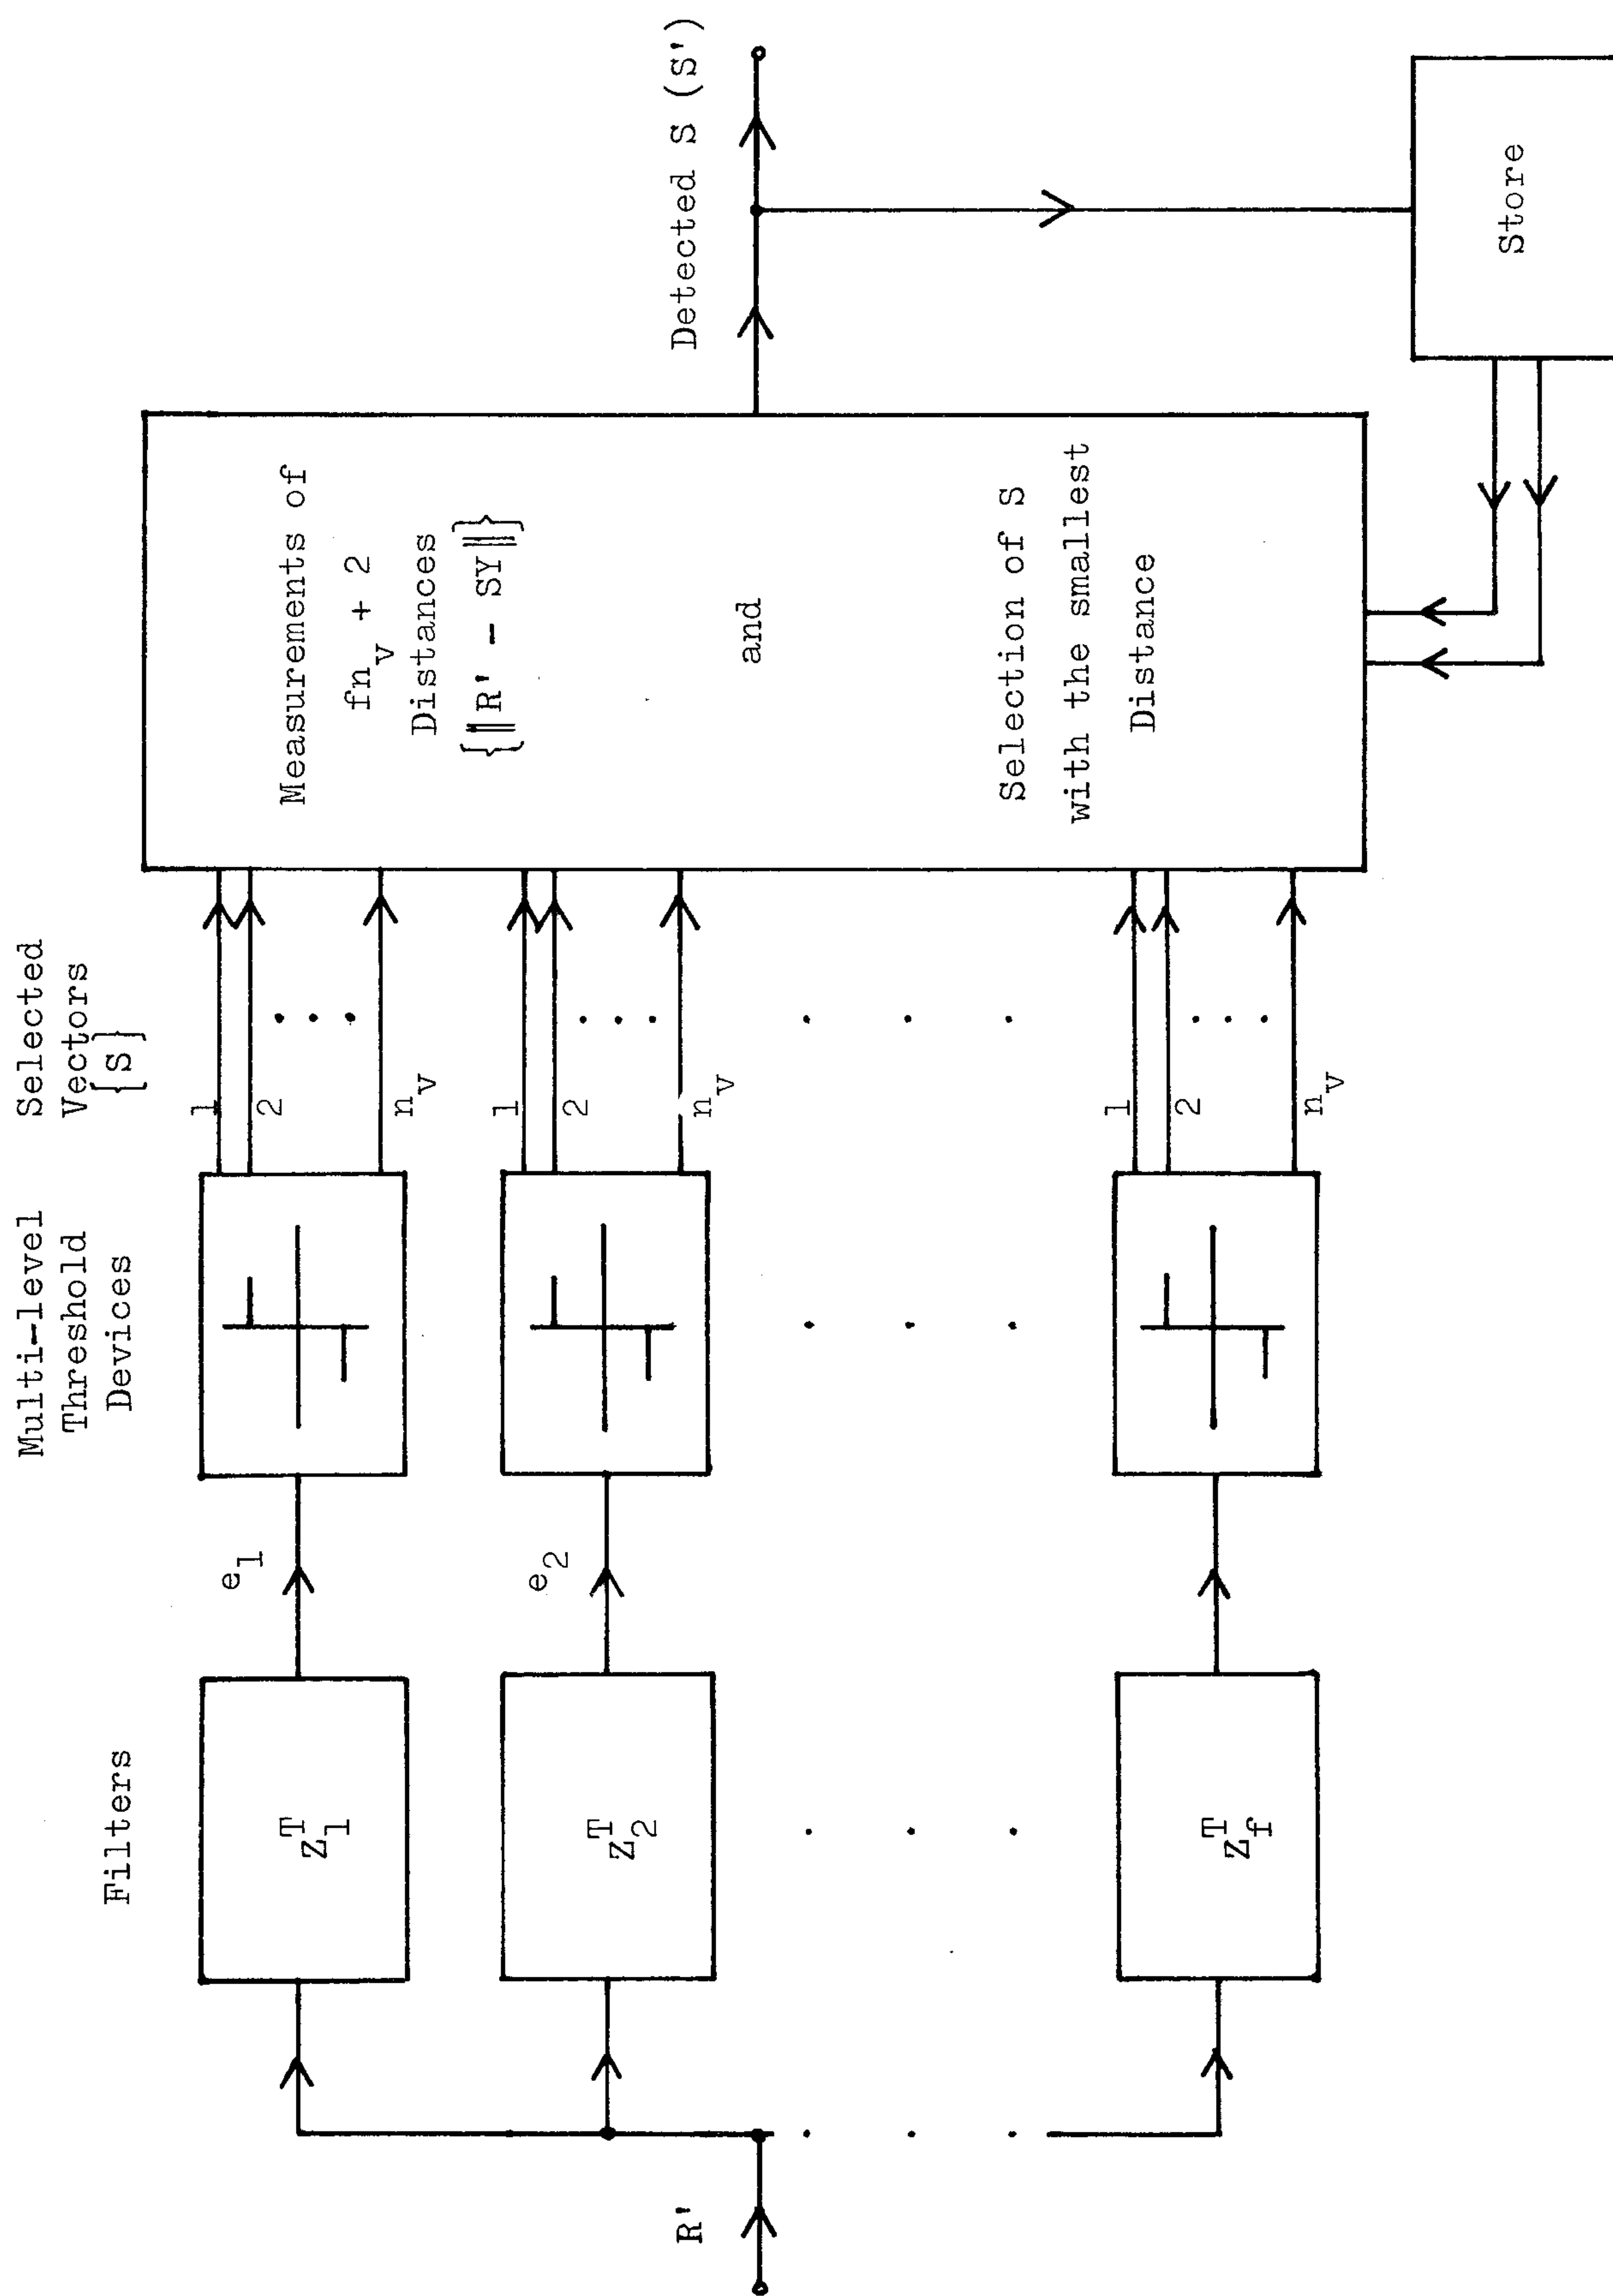 Filters
Multi-level
Threshold
Devices
Selected
Vectors
{S}
R'
Z₁ᵀ
e₁
1
2
nᵥ
Z₂ᵀ
e₂
1
2
nᵥ
Z_fᵀ
1
2
nᵥ
Measurements of
fnᵥ + 2
Distances
{‖R' - SY‖}
and
Selection of S
with the smallest
Distance
Detected S (S')
Store